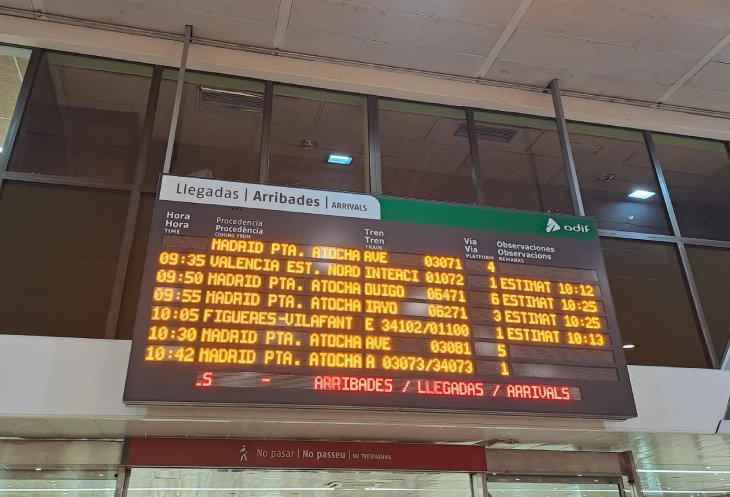 Llegadas | Arribades | ARRIVALS
adif
Hora Procedencia Tren Via Observaciones
Hora Procedència Tren Via Observacions
TIME COMING FROM TRAIN PLATFORM REMARKS
MADRID PTA. ATOCHA AVE 03071 4
09:35 VALENCIA EST. NORD INTERCI 01072 1 ESTIMAT 10:12
09:50 MADRID PTA. ATOCHA OUIGO 06471 6 ESTIMAT 10:25
09:55 MADRID PTA. ATOCHA IRYO 06271 3 ESTIMAT 10:25
10:05 FIGUERES-VILAFANT E 34102/01100 1 ESTIMAT 10:13
10:30 MADRID PTA. ATOCHA AVE 03081 5
10:42 MADRID PTA. ATOCHA A 03073/34073 1
LS - ARRIBADES / LLEGADAS / ARRIVALS
No pasar | No passeu | NO TRESPASSING